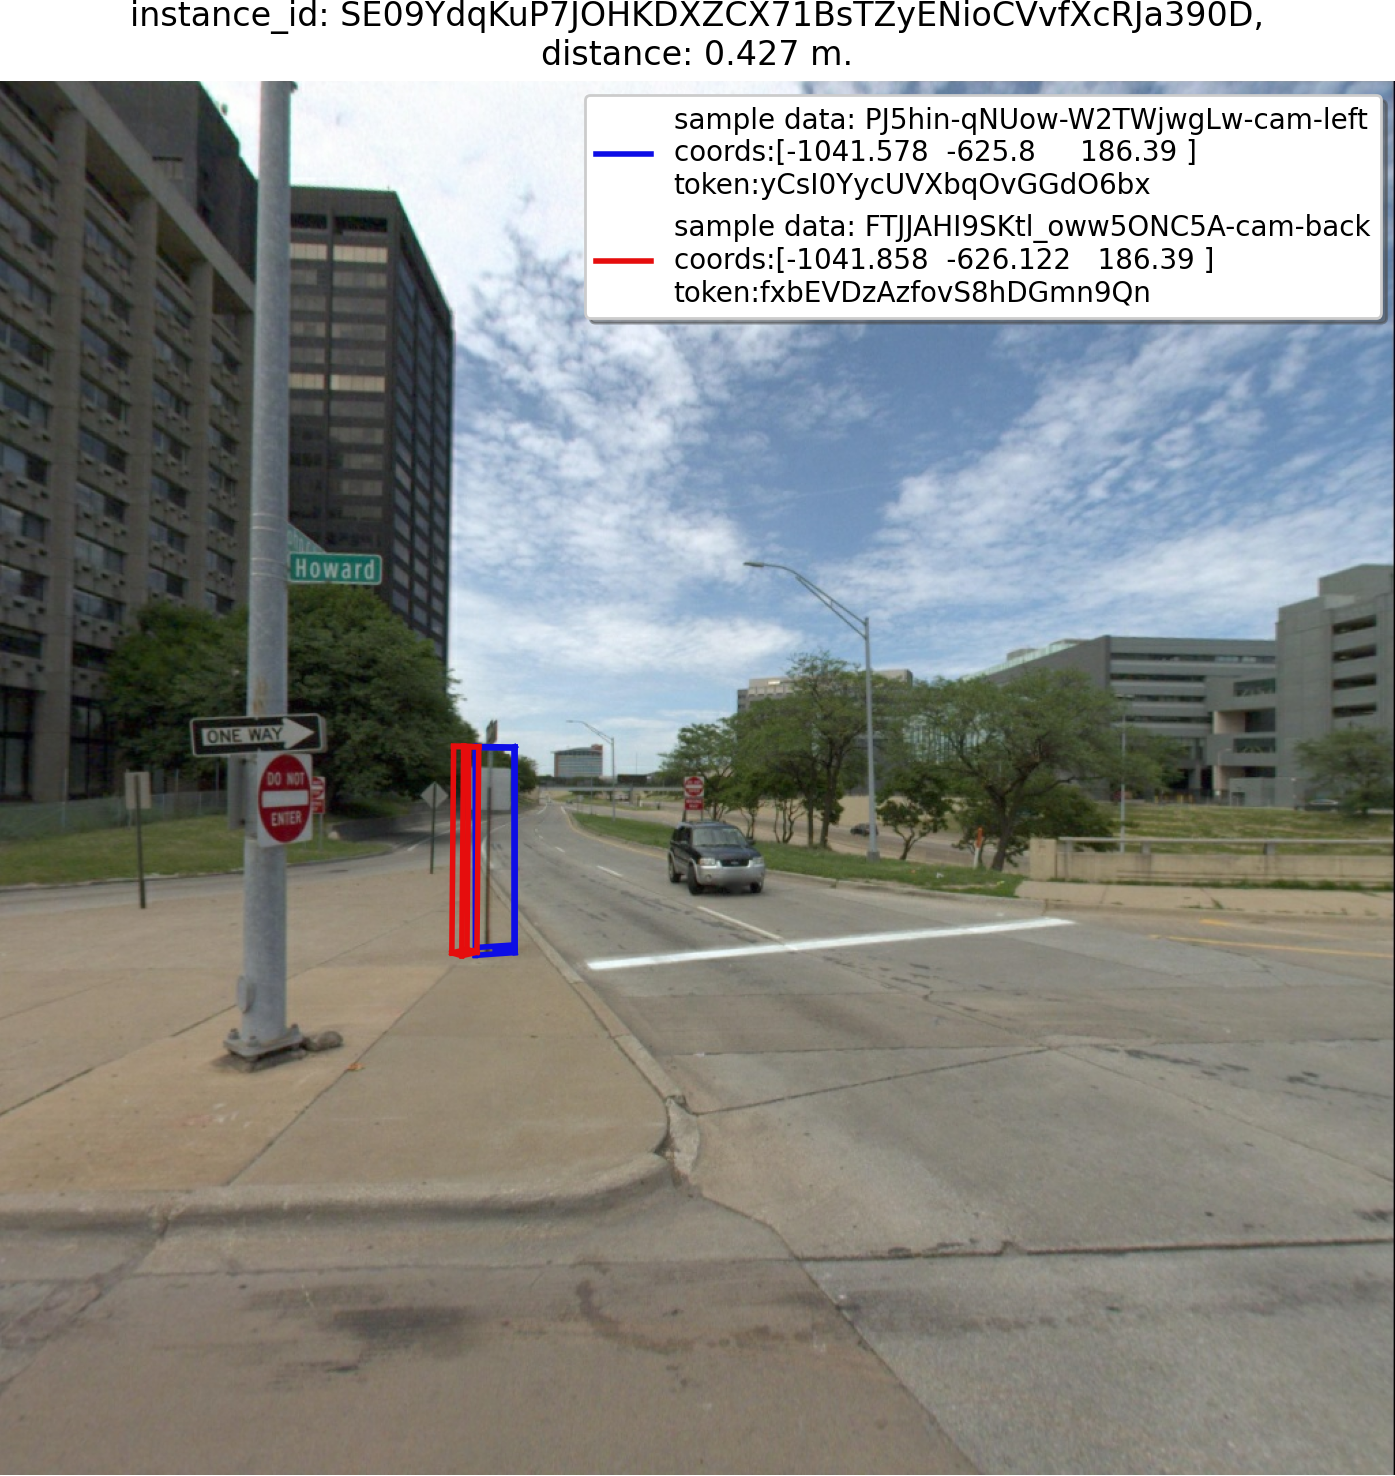 instance_id: SE09YdqKuP7JOHKDXZCX71BsTZyENioCVvfXcRJa390D,
distance: 0.427 m.
sample data: PJ5hin-qNUow-W2TWjwgLw-cam-left
coords:[-1041.578 -625.8 186.39 ]
token:yCsI0YycUVXbqOvGGdO6bx
sample data: FTJJAHI9SKtl_oww5ONC5A-cam-back
coords:[-1041.858 -626.122 186.39 ]
token:fxbEVDzAzfovS8hDGmn9Qn
Howard
ONE WAY
DO NOT
ENTER